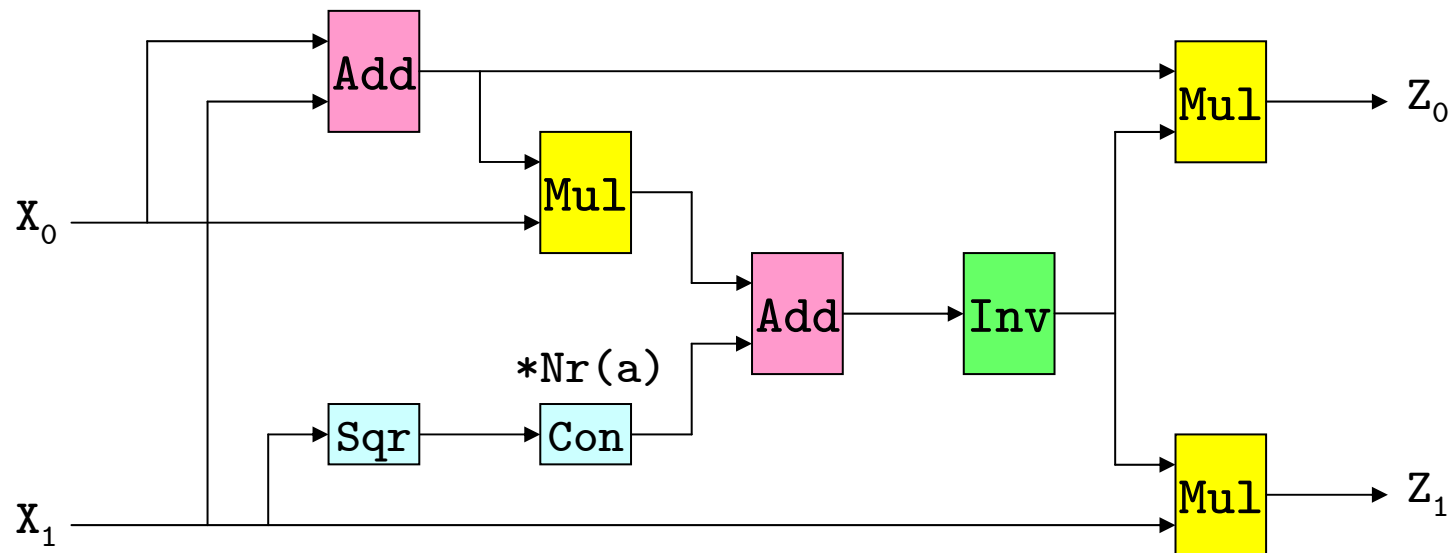 Add
Mul
Z₀
Mul
X₀
Add
Inv
*Nr(a)
Sqr
Con
Mul
Z₁
X₁